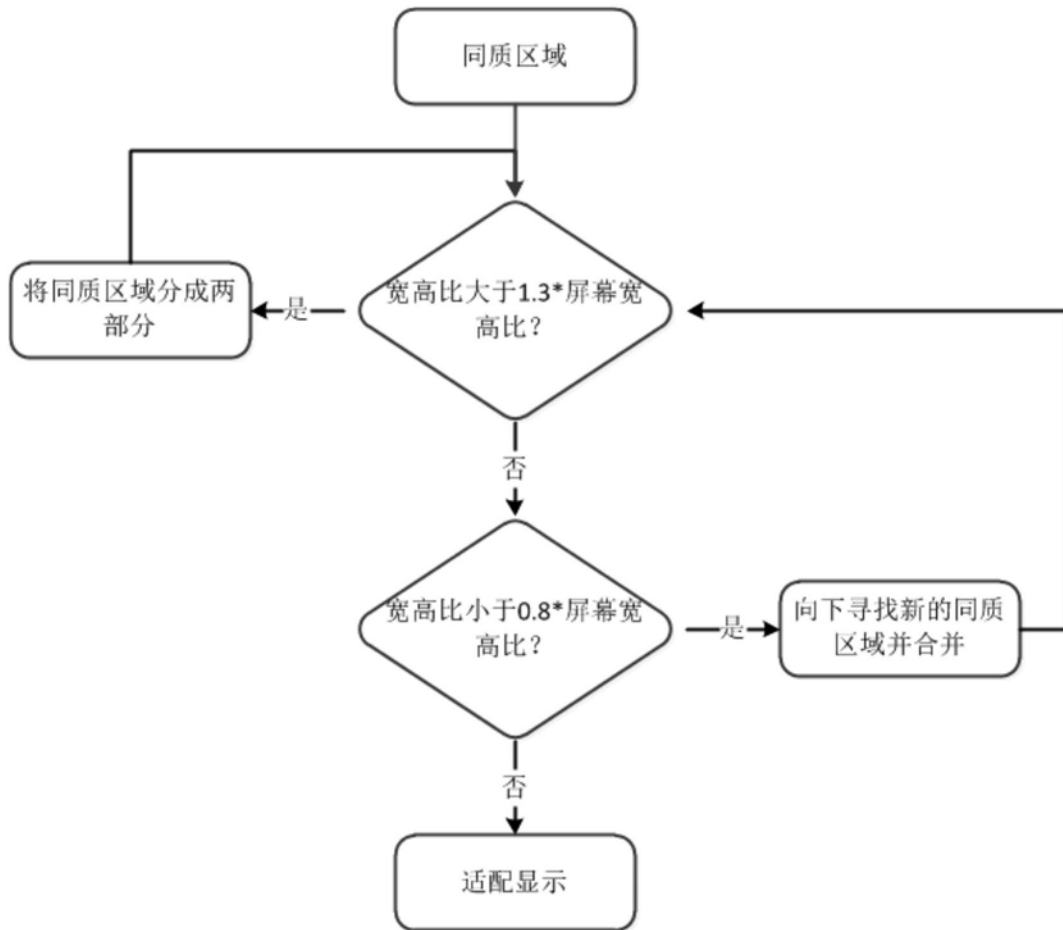 同质区域
宽高比大于1.3*屏幕宽
高比？
是
将同质区域分成两
部分
否
宽高比小于0.8*屏幕宽
高比？
是
向下寻找新的同质
区域并合并
否
适配显示